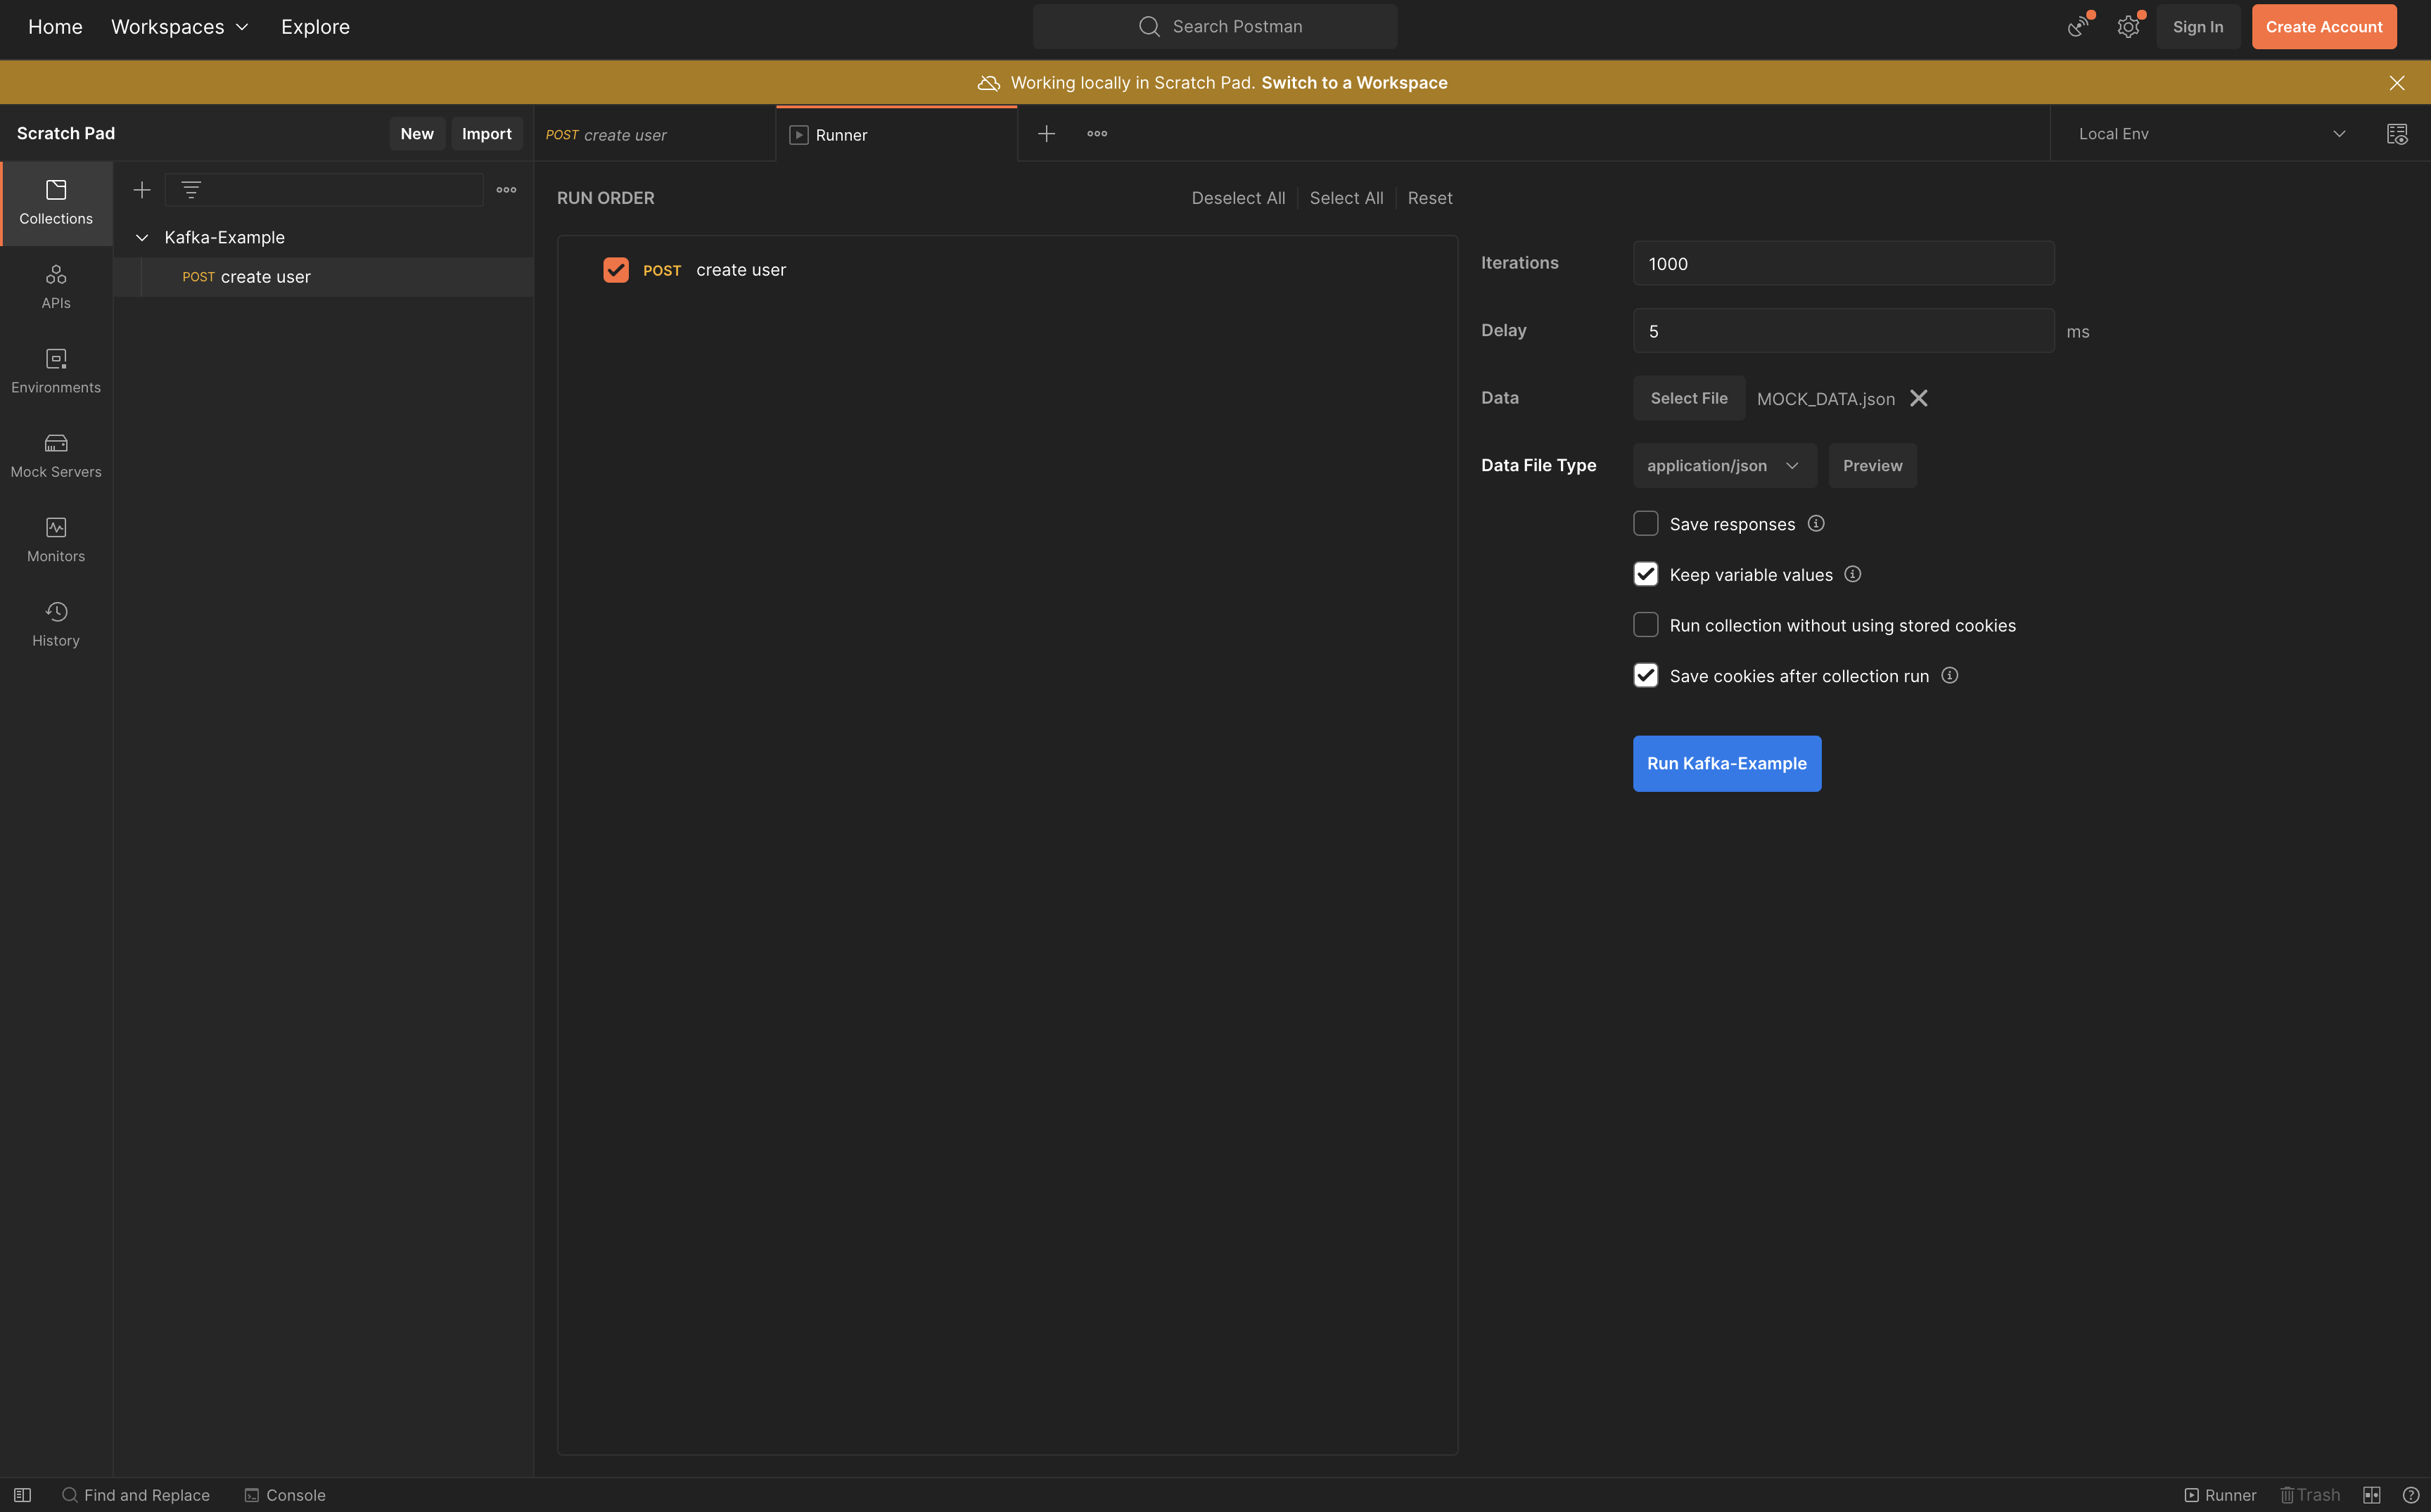 Home Workspaces Explore Search Postman Sign In Create Account
Working locally in Scratch Pad. Switch to a Workspace
Scratch Pad New Import POST create user Runner Local Env
Collections
APIs
Environments
Mock Servers
Monitors
History
Kafka-Example
POST create user
RUN ORDER Deselect All Select All Reset
POST create user
Iterations 1000
Delay 5 ms
Data Select File MOCK_DATA.json
Data File Type application/json Preview
Save responses
Keep variable values
Run collection without using stored cookies
Save cookies after collection run
Run Kafka-Example
Find and Replace Console Runner Trash